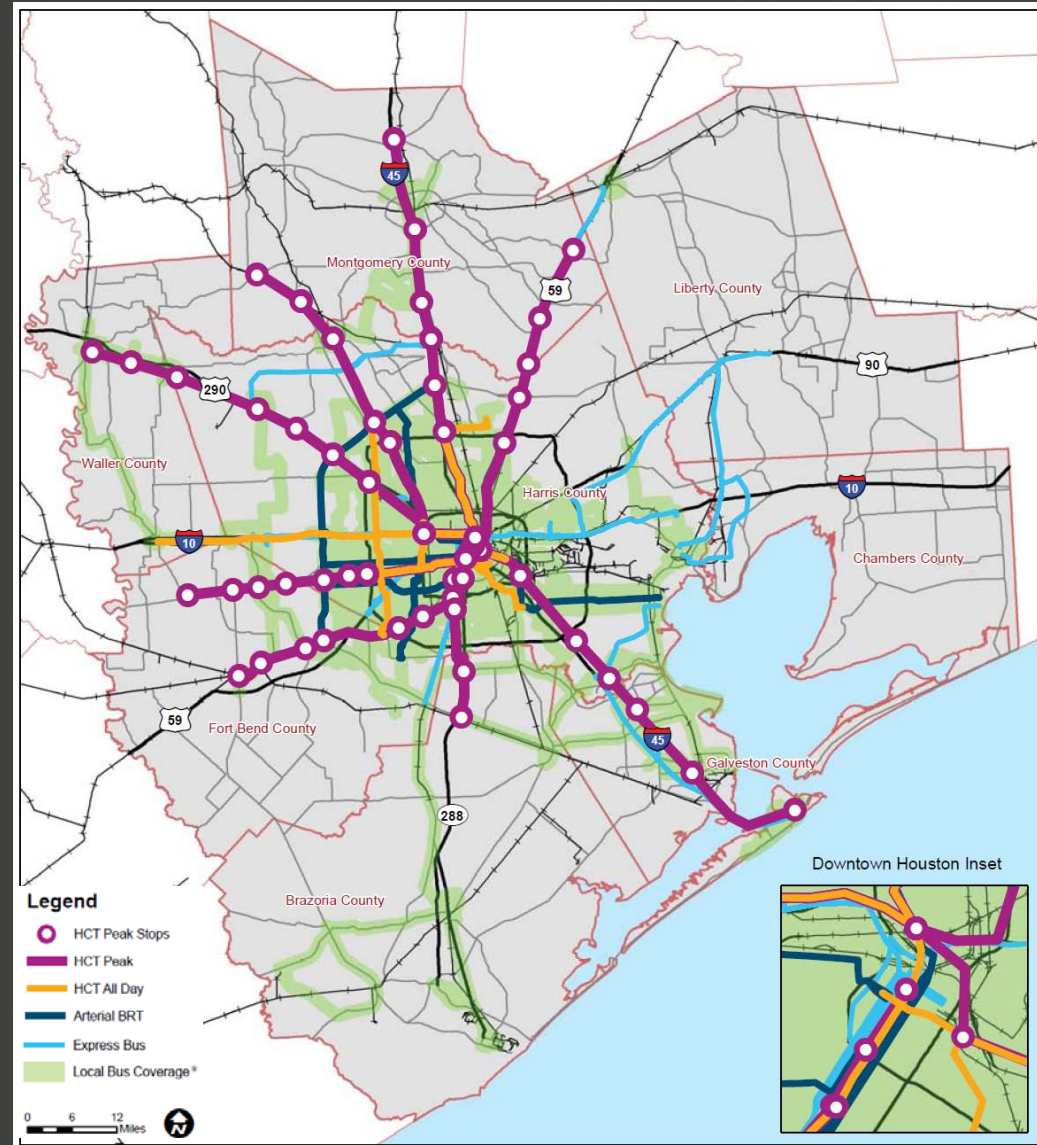 45
Montgomery County
59
Liberty County
90
290
Waller County
Harris County
10
10
Chambers County
59
Fort Bend County
45
Galveston County
288
Downtown Houston Inset
Brazoria County
Legend
HCT Peak Stops
HCT Peak
HCT All Day
Arterial BRT
Express Bus
Local Bus Coverage*
0 6 12
Miles
N